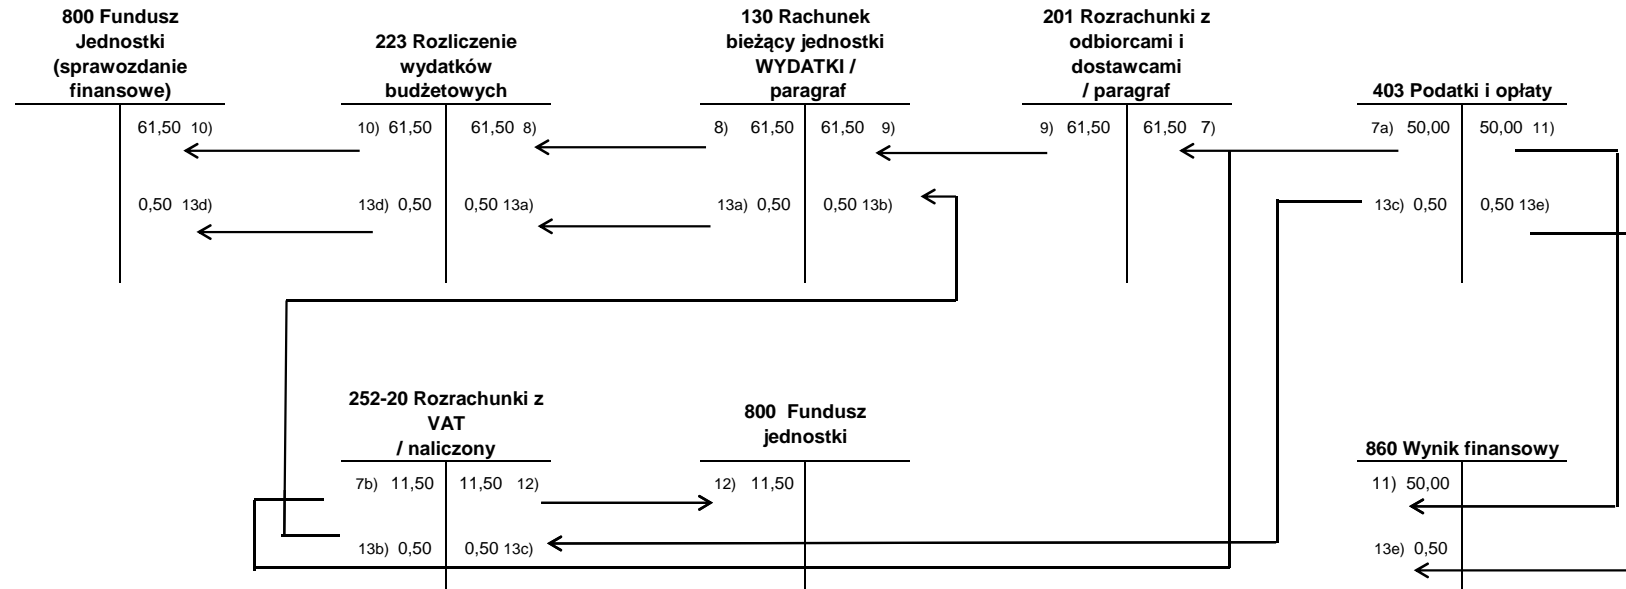 800 Fundusz
Jednostki
(sprawozdanie
finansowe)
223 Rozliczenie
wydatków
budżetowych
130 Rachunek
bieżący jednostki
WYDATKI /
paragraf
201 Rozrachunki z
odbiorcami i
dostawcami
/ paragraf
403 Podatki i opłaty
61,50 10)
10) 61,50
61,50 8)
8) 61,50
61,50 9)
9) 61,50
61,50 7)
7a) 50,00
50,00 11)
0,50 13d)
13d) 0,50
0,50 13a)
13a) 0,50
0,50 13b)
13c) 0,50
0,50 13e)
252-20 Rozrachunki z
VAT
/ naliczony
800 Fundusz
jednostki
860 Wynik finansowy
7b) 11,50
11,50 12)
12) 11,50
11) 50,00
13b) 0,50
0,50 13c)
13e) 0,50